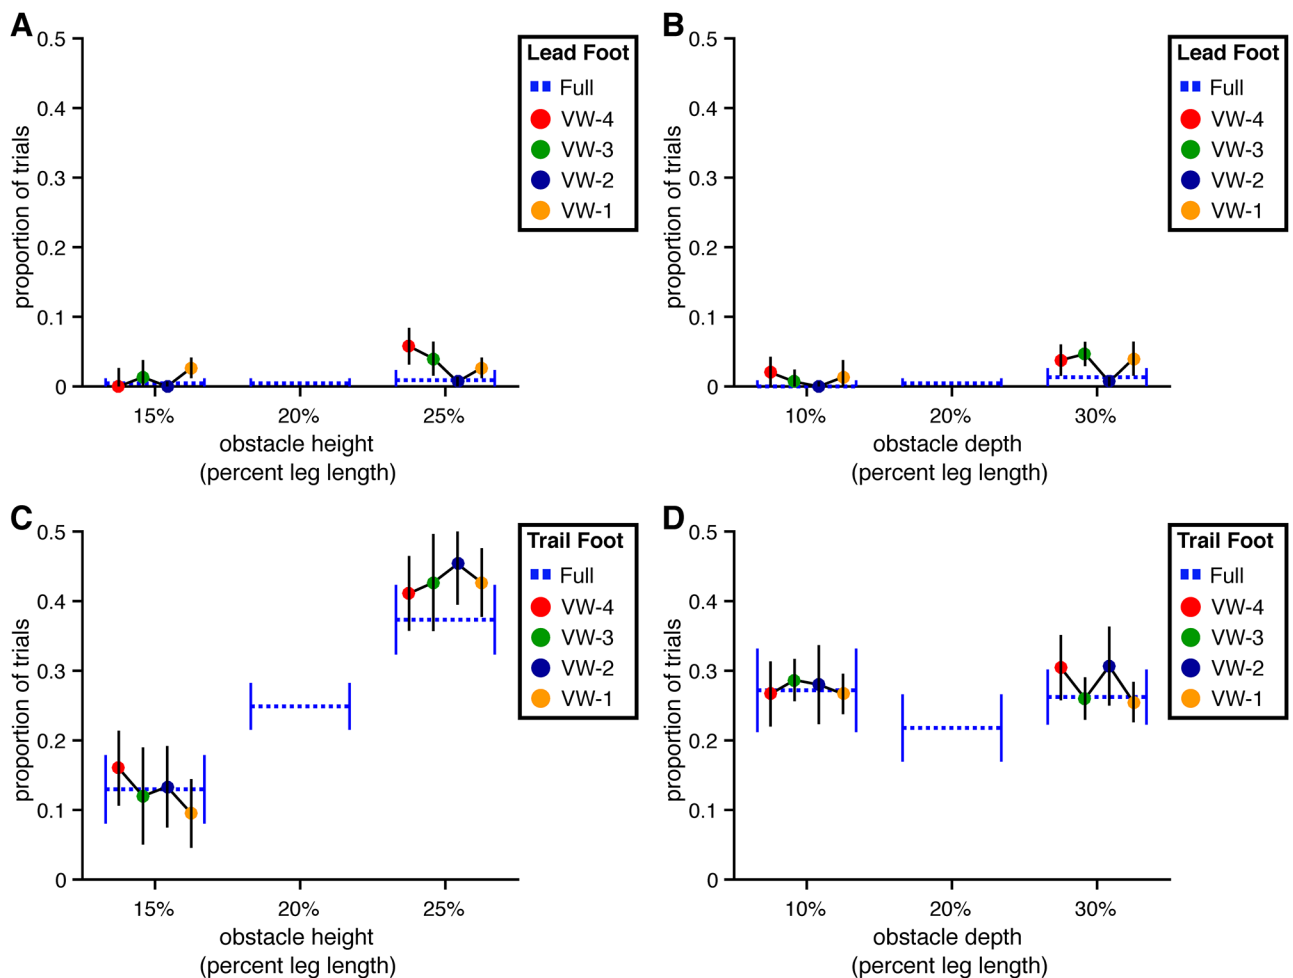 A
0.5
0.4
0.3
0.2
0.1
0
proportion of trials
15%
20%
25%
obstacle height
(percent leg length)
Lead Foot
Full
VW-4
VW-3
VW-2
VW-1
B
0.5
0.4
0.3
0.2
0.1
0
proportion of trials
10%
20%
30%
obstacle depth
(percent leg length)
Lead Foot
Full
VW-4
VW-3
VW-2
VW-1
C
0.5
0.4
0.3
0.2
0.1
0
proportion of trials
15%
20%
25%
obstacle height
(percent leg length)
Trail Foot
Full
VW-4
VW-3
VW-2
VW-1
D
0.5
0.4
0.3
0.2
0.1
0
proportion of trials
10%
20%
30%
obstacle depth
(percent leg length)
Trail Foot
Full
VW-4
VW-3
VW-2
VW-1